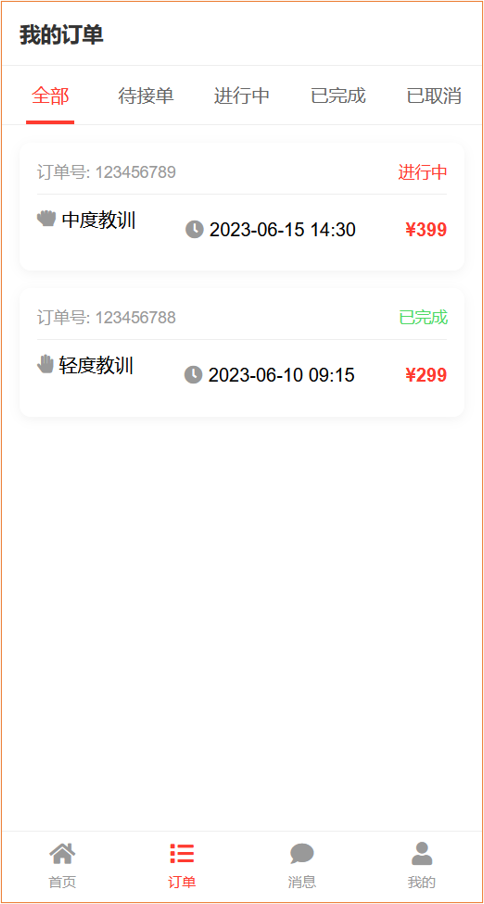 我的订单
全部 待接单 进行中 已完成 已取消
订单号: 123456789 进行中
中度教训 2023-06-15 14:30 ¥399
订单号: 123456788 已完成
轻度教训 2023-06-10 09:15 ¥299
首页 订单 消息 我的